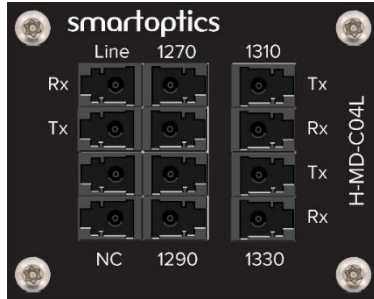 smartoptics
Line 1270 1310
Rx Tx
Tx Rx
Tx
Rx
NC 1290 1330
H-MD-C04L